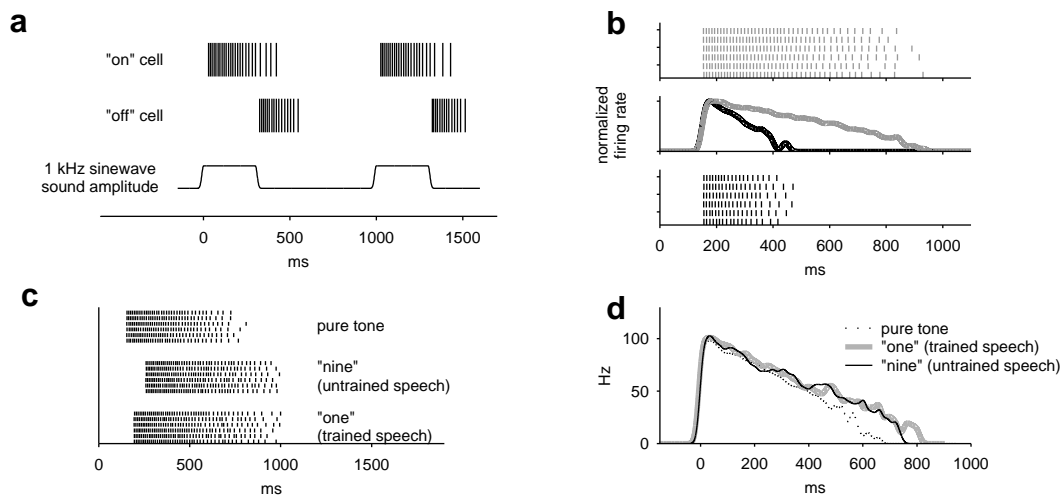 a
"on" cell
"off" cell
1 kHz sinewave
sound amplitude
0 500 1000 1500
ms
b
normalized
firing rate
0 200 400 600 800 1000
ms
c
pure tone
"nine"
(untrained speech)
"one"
(trained speech)
0 500 1000 1500
ms
d
pure tone
"one" (trained speech)
"nine" (untrained speech)
Hz
100
50
0
0 200 400 600 800 1000
ms